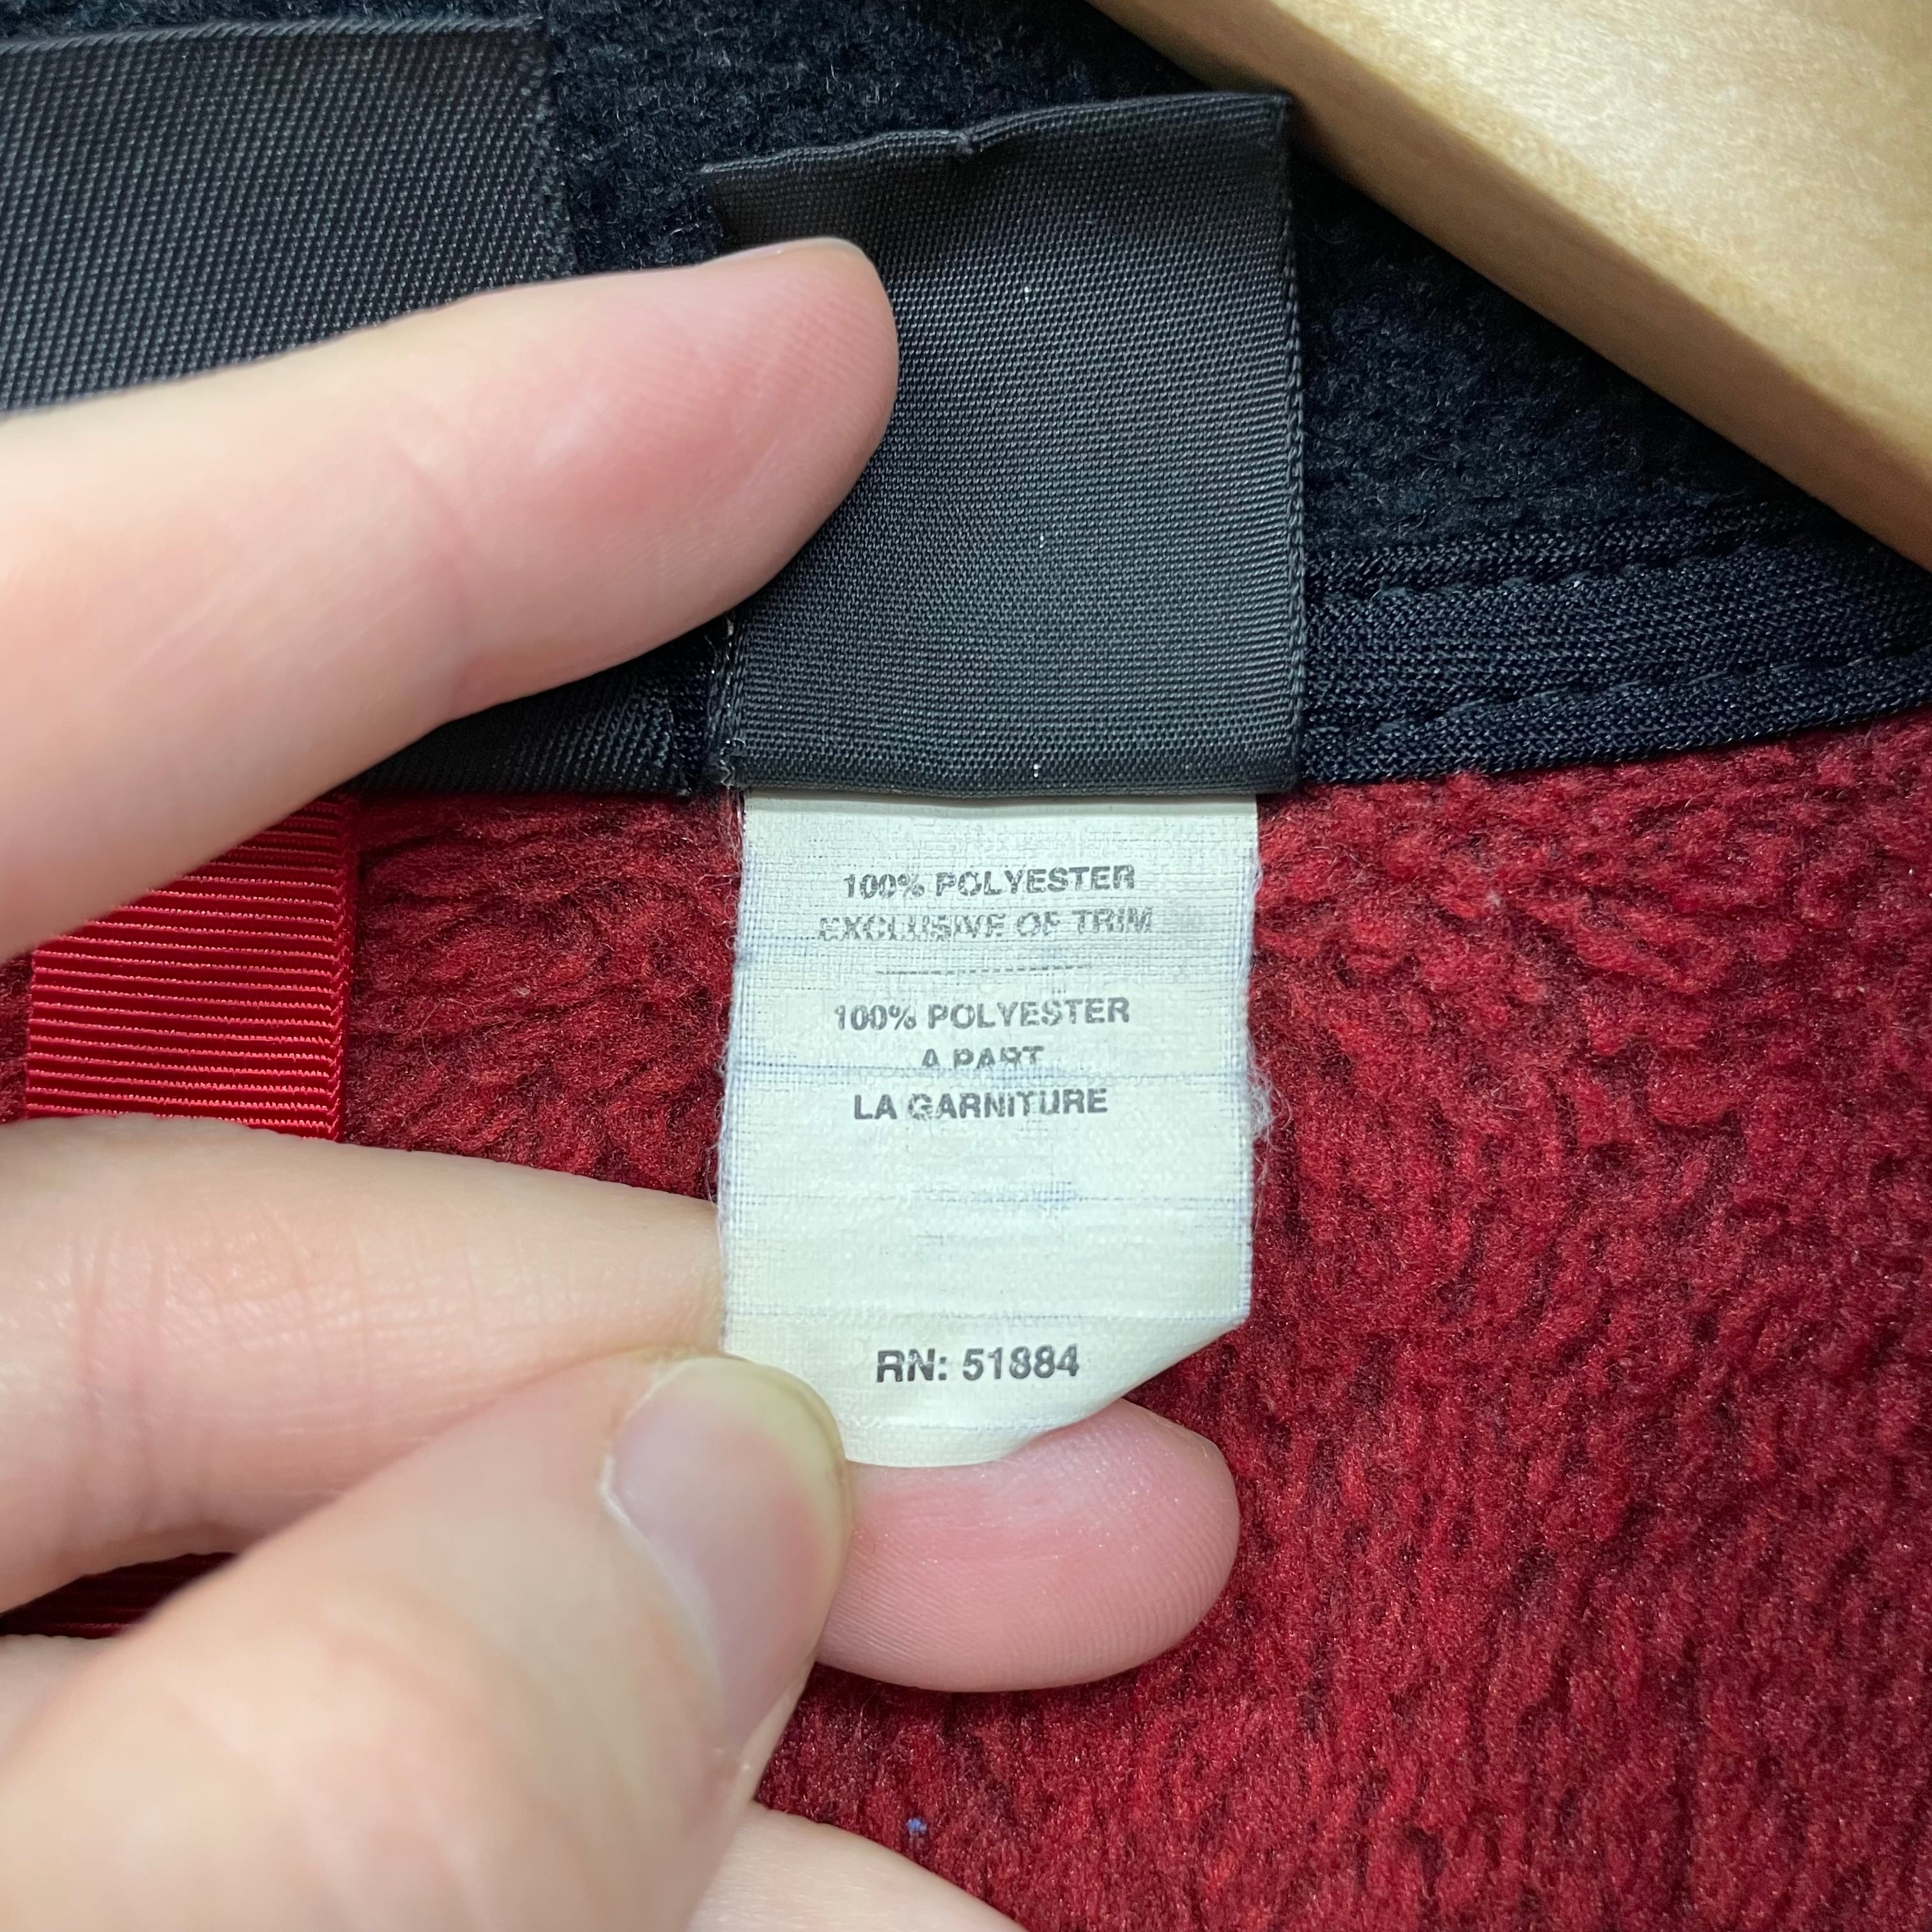 100% POLYESTER
EXCLUSIVE OF TRIM
100% POLYESTER
A PART
LA GARNITURE
RN: 51884